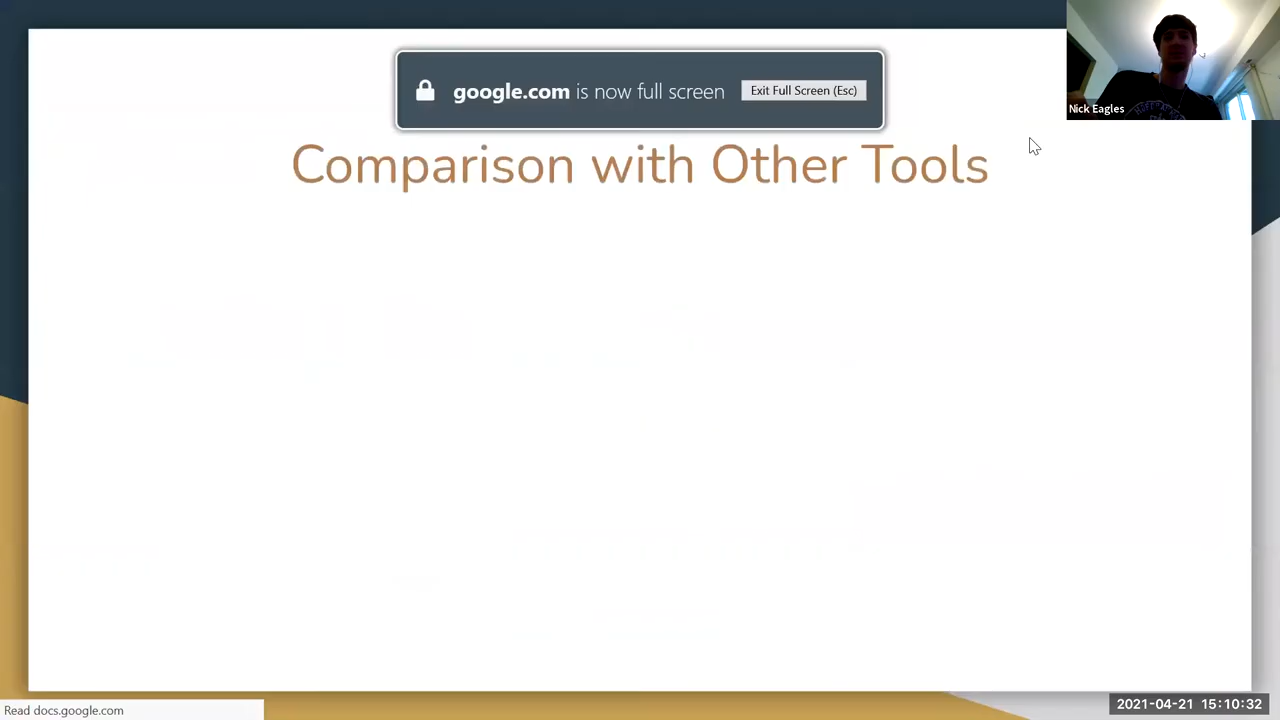 google.com is now full screen
Exit Full Screen (Esc)
Nick Eagles
Comparison with Other Tools
Read docs.google.com
2021-04-21 15:10:32